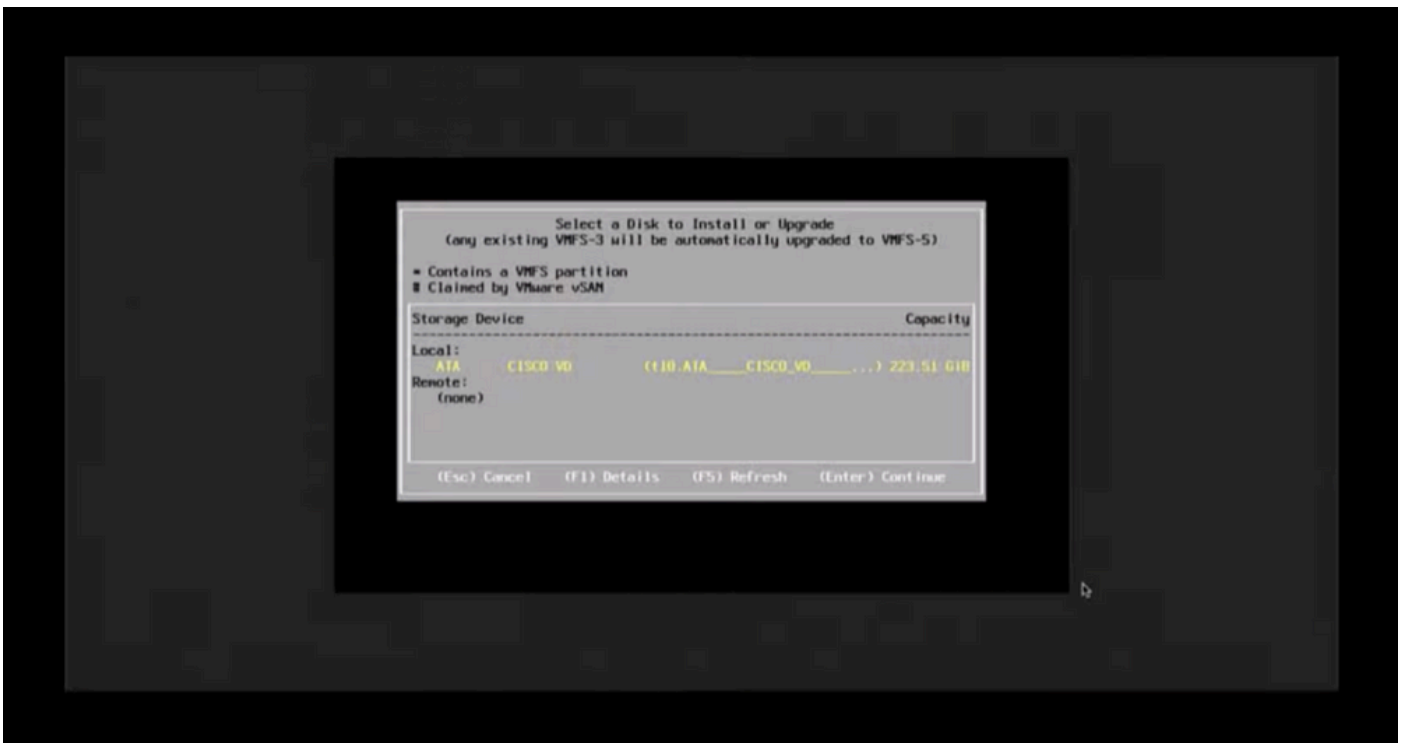 Select a Disk to Install or Upgrade
(any existing VMFS-3 will be automatically upgraded to VMFS-5)
* Contains a VMFS partition
# Claimed by VMware vSAN
Storage Device Capacity
Local:
ATA CISCO VD (t10.ATA_____CISCO_VD______...) 223.51 GiB
Remote:
(none)
(Esc) Cancel (F1) Details (F5) Refresh (Enter) Continue